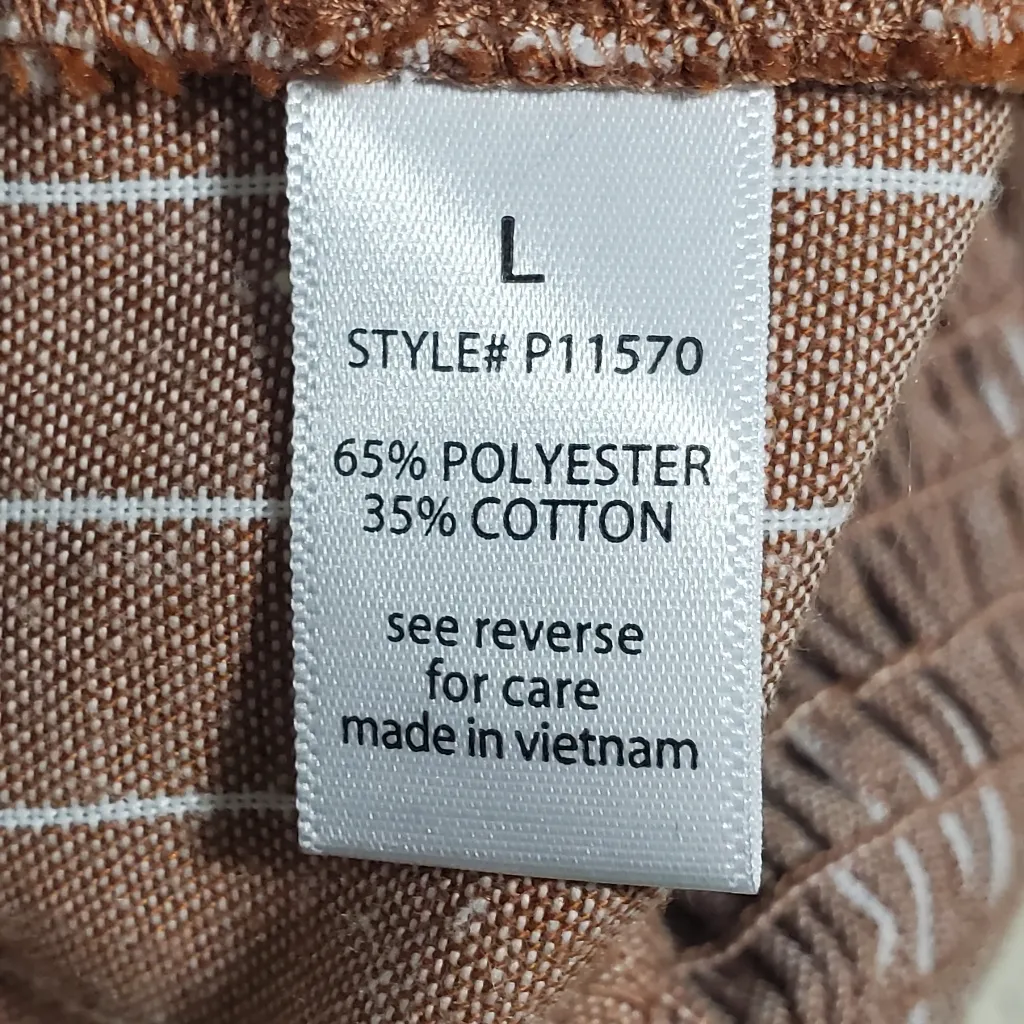 L
STYLE# P11570
65% POLYESTER
35% COTTON
see reverse
for care
made in vietnam